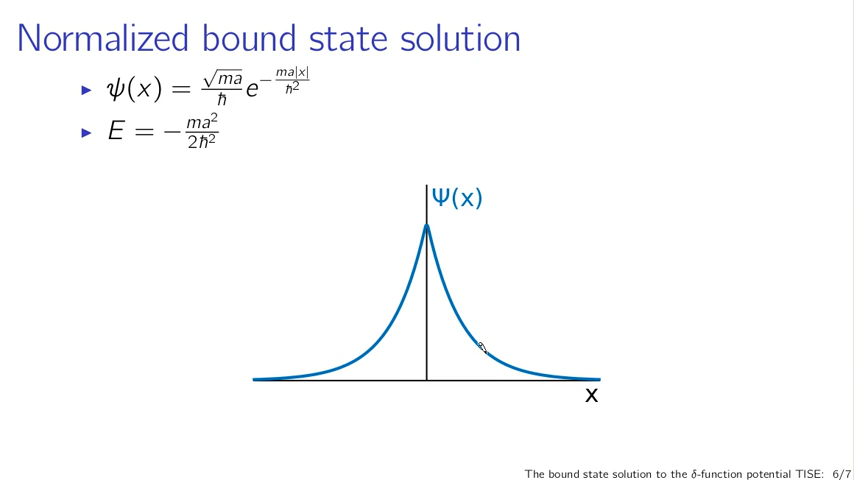 Normalized bound state solution
▶ ψ(x) = √ma/ħ e^{−ma|x|/ħ²}
▶ E = −ma²/2ħ²
Ψ(x)
x
The bound state solution to the δ-function potential TISE: 6/7